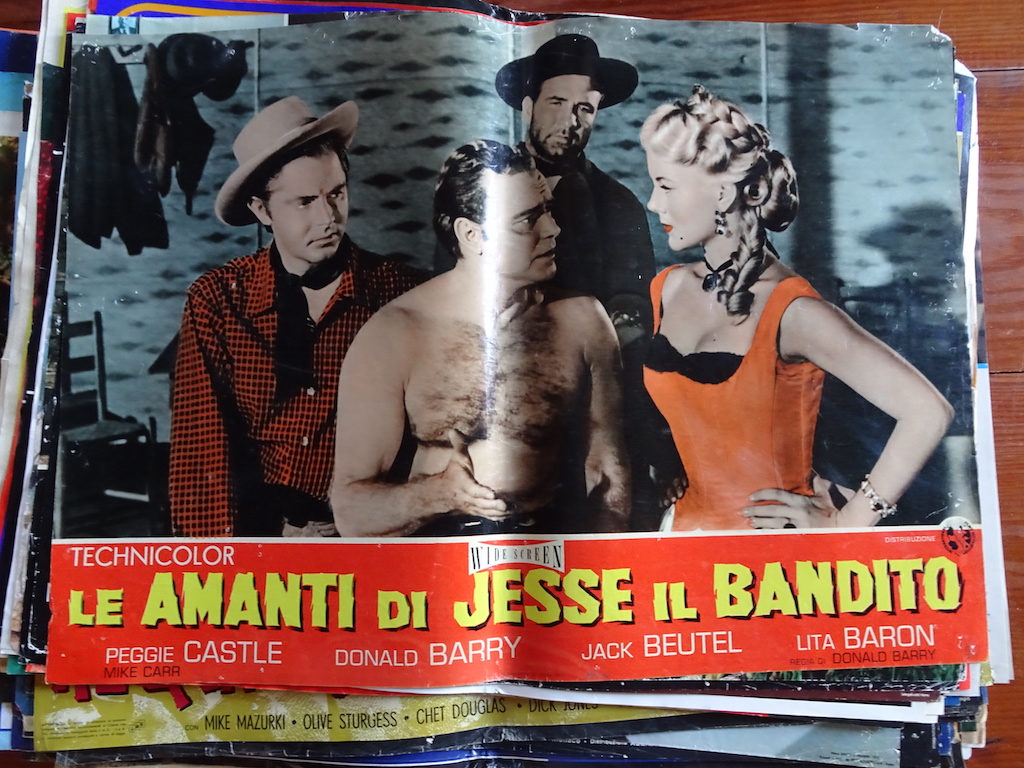 TECHNICOLOR
WIDE SCREEN
DISTRIBUZIONE
LE AMANTI DI JESSE IL BANDITO
PEGGIE CASTLE DONALD BARRY JACK BEUTEL LITA BARON
MIKE CARR
REGIA DI DONALD BARRY
CON MIKE MAZURKI • OLIVE STURGESS • CHET DOUGLAS • DICK JONES